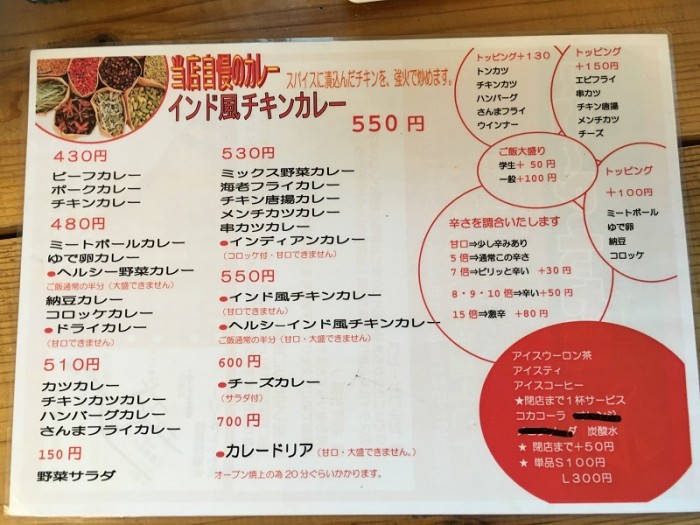 当店自慢のカレー
スパイスに漬込んだチキンを、強火で炒めます。
インド風チキンカレー
550円
430円
ビーフカレー
ポークカレー
チキンカレー
480円
ミートボールカレー
ゆで卵カレー
●ヘルシー野菜カレー
ご飯通常の半分(大盛できません)
納豆カレー
コロッケカレー
●ドライカレー
(甘口できません)
510円
カツカレー
チキンカツカレー
ハンバーグカレー
さんまフライカレー
150円
野菜サラダ
530円
ミックス野菜カレー
海老フライカレー
チキン唐揚カレー
メンチカツカレー
串カツカレー
●インディアンカレー
(コロッケ付・甘口できません)
550円
●インド風チキンカレー
(甘口できません)
●ヘルシーインド風チキンカレー
ご飯通常の半分(甘口・大盛できません)
600円
●チーズカレー
(サラダ付)
700円
●カレードリア(甘口・大盛できません。)
オーブン焼上の為20分ぐらいかかります。
トッピング+130
トンカツ
チキンカツ
ハンバーグ
さんまフライ
ウインナー
トッピング
+150円
エビフライ
串カツ
チキン唐揚
メンチカツ
チーズ
ご飯大盛り
学生+50円
一般+100円
トッピング
+100円
ミートボール
ゆで卵
納豆
コロッケ
辛さを調合いたします
甘口⇒少し辛みあり
5倍⇒通常この辛さ
7倍⇒ピリッと辛い +30円
8・9・10倍⇒辛い+50円
15倍⇒激辛 +80円
アイスウーロン茶
アイスティ
アイスコーヒー
★閉店まで1杯サービス
コカコーラ
炭酸水
★閉店まで+50円
★単品S100円
L300円